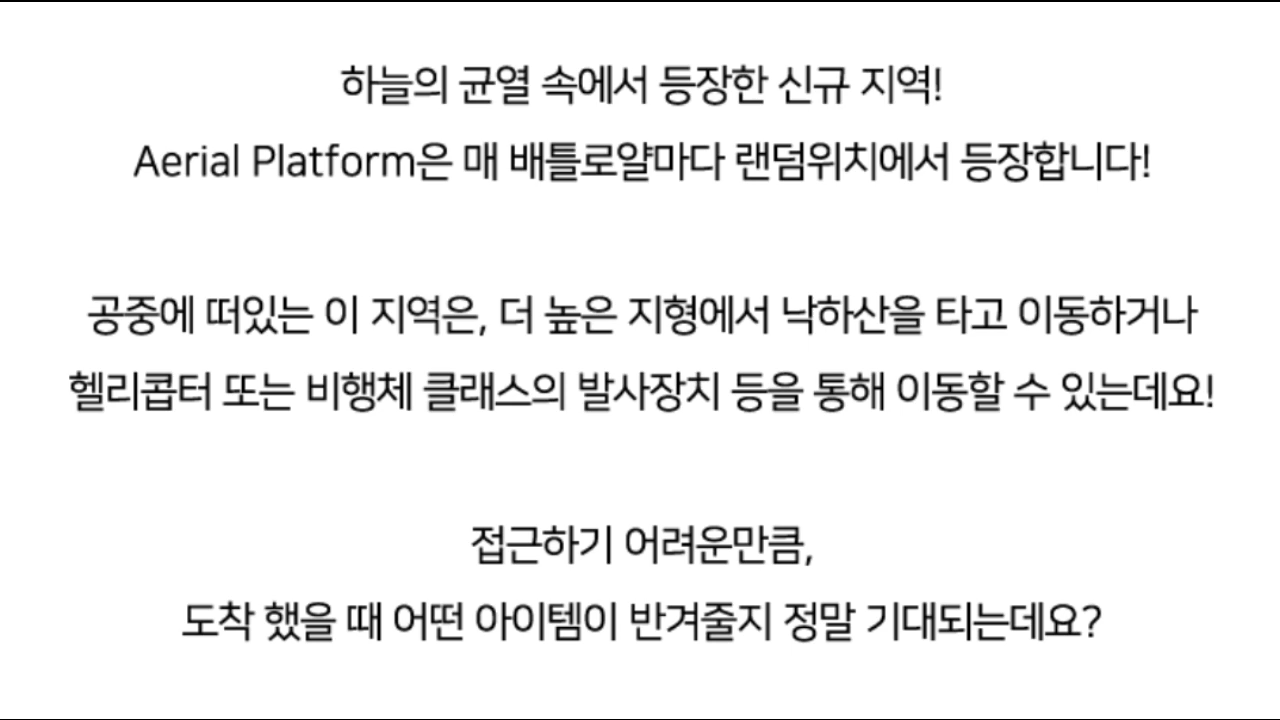 하늘의 균열 속에서 등장한 신규 지역!
Aerial Platform은 매 배틀로얄마다 랜덤위치에서 등장합니다!
공중에 떠있는 이 지역은, 더 높은 지형에서 낙하산을 타고 이동하거나
헬리콥터 또는 비행체 클래스의 발사장치 등을 통해 이동할 수 있는데요!
접근하기 어려운만큼,
도착 했을 때 어떤 아이템이 반겨줄지 정말 기대되는데요?